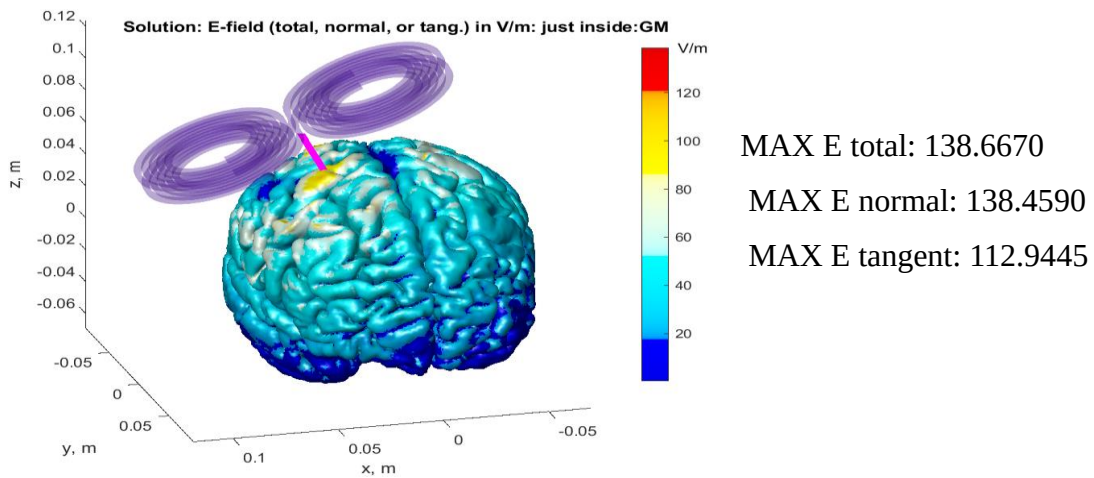 Solution: E-field (total, normal, or tang.) in V/m: just inside:GM
0.12
0.1
0.08
0.06
0.04
0.02
0
-0.02
-0.04
-0.06
z, m
-0.05
0
0.05
y, m
0.1
0.05
0
-0.05
x, m
V/m
120
100
80
60
40
20
MAX E total: 138.6670
MAX E normal: 138.4590
MAX E tangent: 112.9445